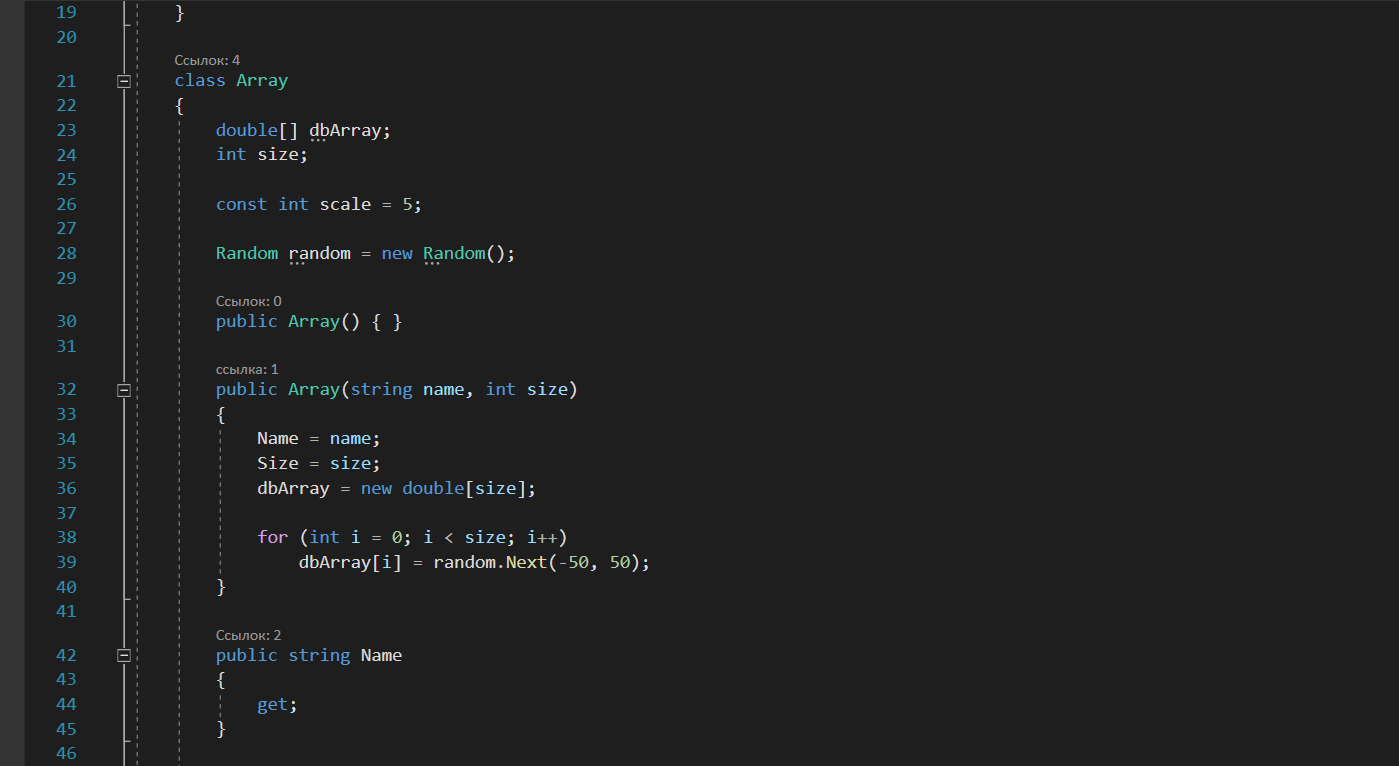 19 }
20
Ссылок: 4
21 class Array
22 {
23 double[] dbArray;
24 int size;
25
26 const int scale = 5;
27
28 Random random = new Random();
29
Ссылок: 0
30 public Array() { }
31
ссылка: 1
32 public Array(string name, int size)
33 {
34 Name = name;
35 Size = size;
36 dbArray = new double[size];
37
38 for (int i = 0; i < size; i++)
39 dbArray[i] = random.Next(-50, 50);
40 }
41
Ссылок: 2
42 public string Name
43 {
44 get;
45 }
46